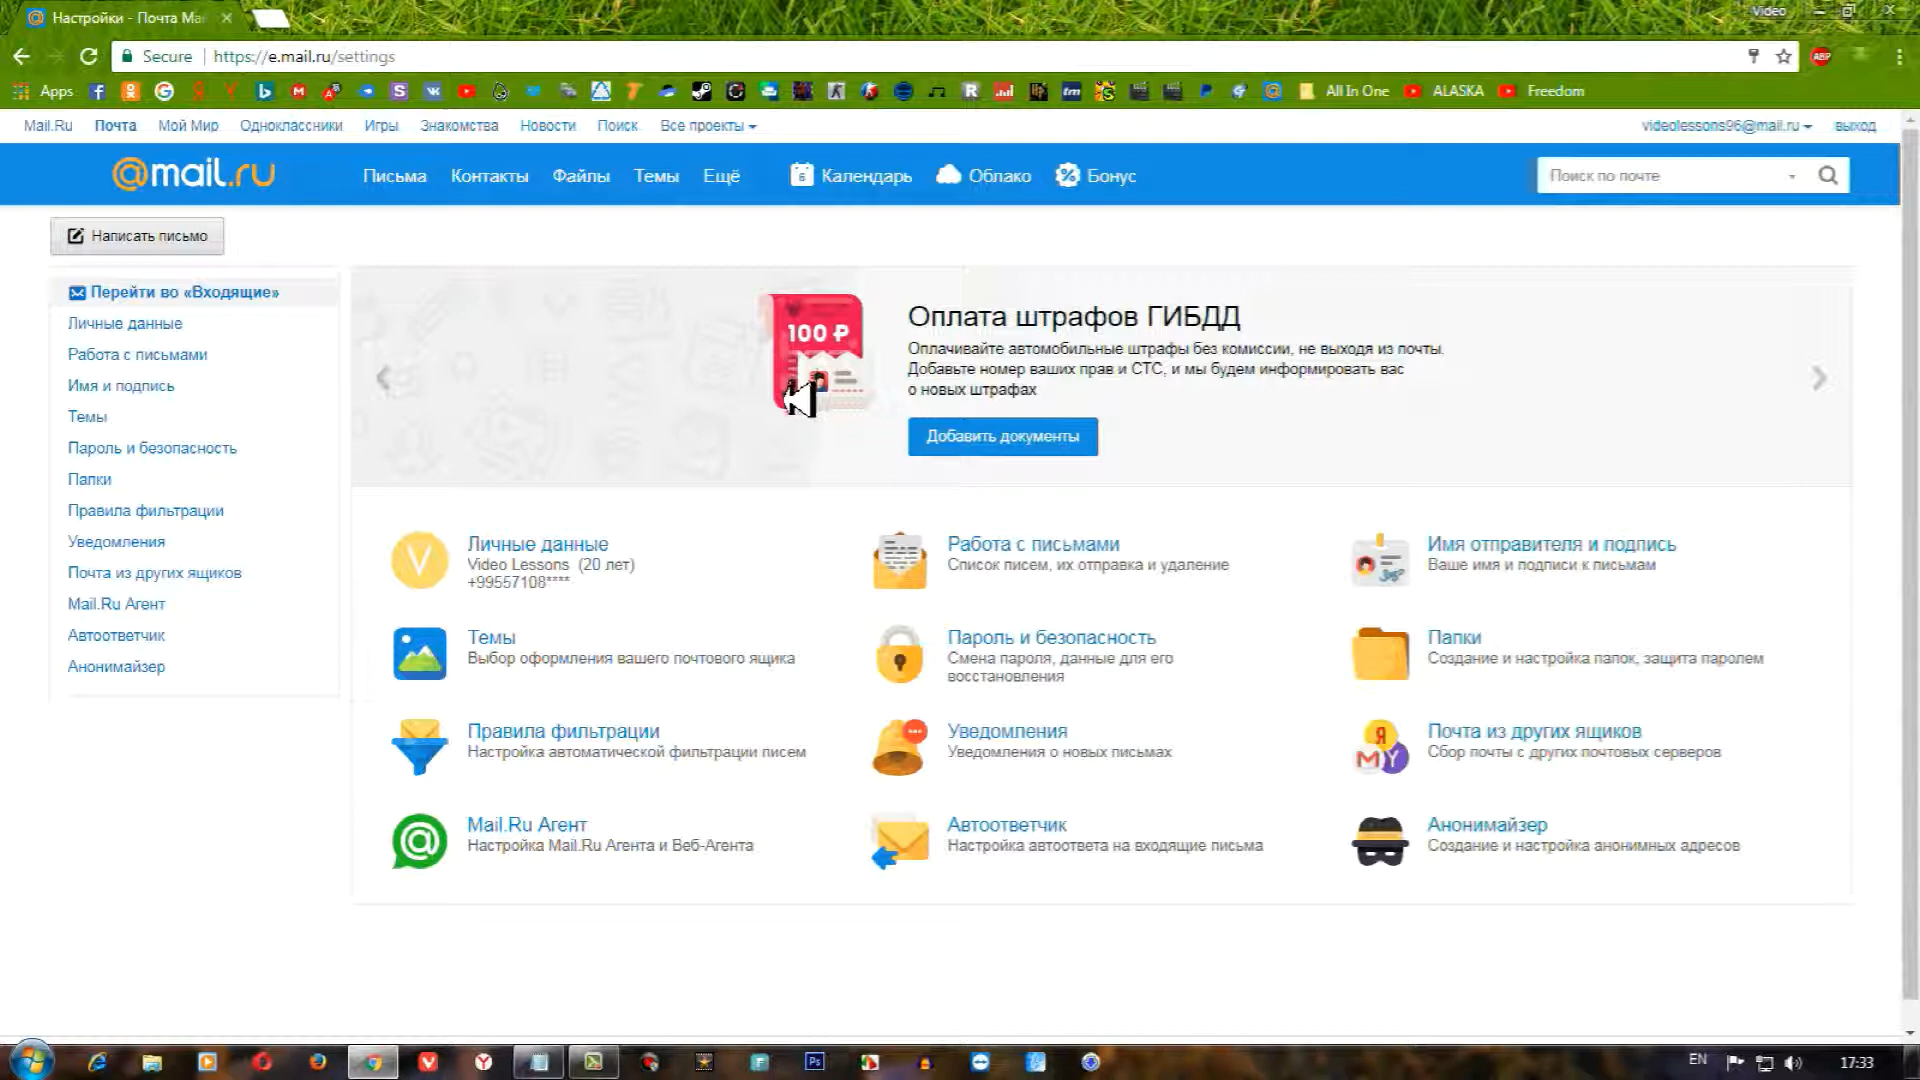 Настройки - Почта Ma
Video
Secure
https://e.mail.ru/settings
ABP
Apps
All In One
ALASKA
Freedom
Mail.Ru
Почта
Мой Мир
Одноклассники
Игры
Знакомства
Новости
Поиск
Все проекты
videolessons96@mail.ru
выход
@mail.ru
Письма
Контакты
Файлы
Темы
Ещё
6
Календарь
Облако
Бонус
Поиск по почте
Написать письмо
Перейти во «Входящие»
Личные данные
Работа с письмами
Имя и подпись
Темы
Пароль и безопасность
Папки
Правила фильтрации
Уведомления
Почта из других ящиков
Mail.Ru Агент
Автоответчик
Анонимайзер
100 ₽
Оплата штрафов ГИБДД
Оплачивайте автомобильные штрафы без комиссии, не выходя из почты.
Добавьте номер ваших прав и СТС, и мы будем информировать вас
о новых штрафах
Добавить документы
V
Личные данные
Video Lessons (20 лет)
+99557108****
Работа с письмами
Список писем, их отправка и удаление
Имя отправителя и подпись
Ваше имя и подписи к письмам
Темы
Выбор оформления вашего почтового ящика
Пароль и безопасность
Смена пароля, данные для его
восстановления
Папки
Создание и настройка папок, защита паролем
Правила фильтрации
Настройка автоматической фильтрации писем
Уведомления
Уведомления о новых письмах
Почта из других ящиков
Сбор почты с других почтовых серверов
Mail.Ru Агент
Настройка Mail.Ru Агента и Веб-Агента
Автоответчик
Настройка автоответа на входящие письма
Анонимайзер
Создание и настройка анонимных адресов
Ps
EN
17:33